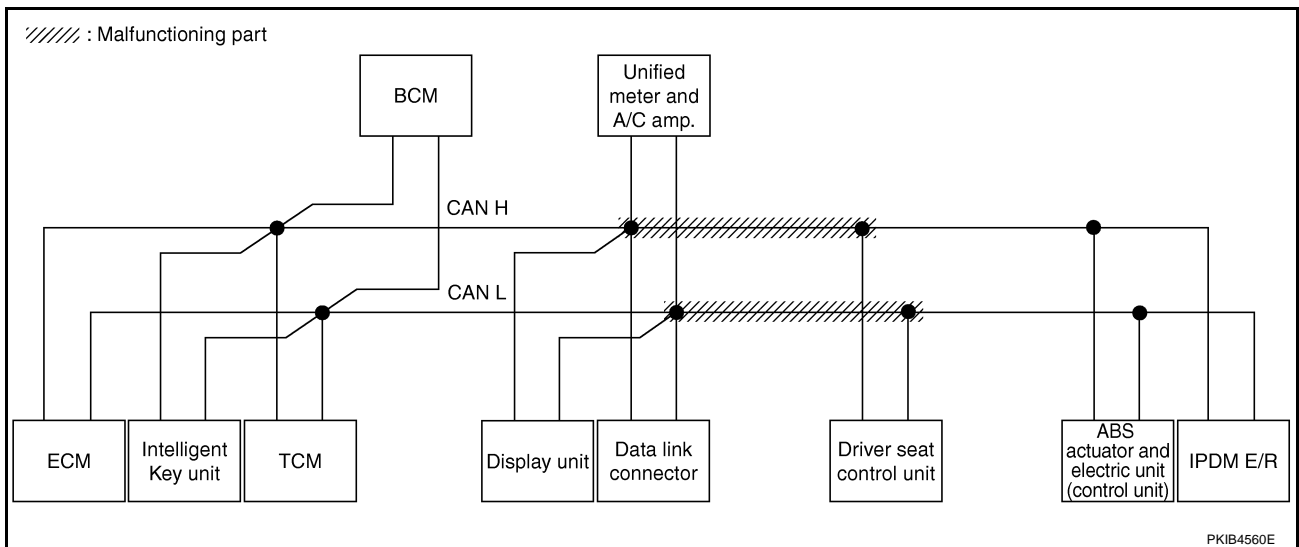 : Malfunctioning part
BCM
Unified
meter and
A/C amp.
CAN H
CAN L
ECM
Intelligent
Key unit
TCM
Display unit
Data link
connector
Driver seat
control unit
ABS
actuator and
electric unit
(control unit)
IPDM E/R
PKIB4560E